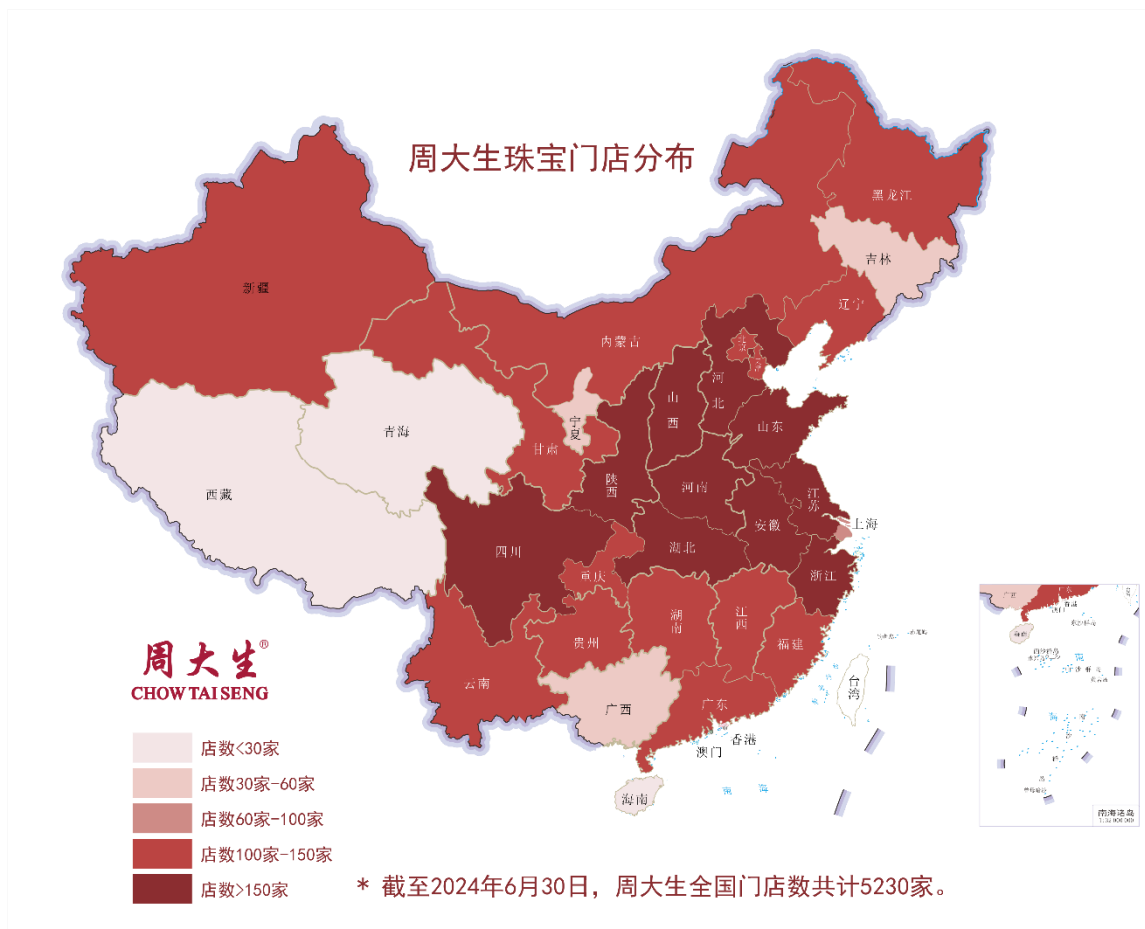 周大生珠宝门店分布
黑龙江
吉林
辽宁
新疆
内蒙古
北京
河北
山西
宁夏
山东
青海
甘肃
西藏
陕西
河南
江苏
安徽
上海
四川
湖北
浙江
重庆
湖南
江西
贵州
福建
云南
台湾
广西
广东
香港
澳门
海南
南海
周大生®
CHOW TAI SENG
店数<30家
店数30家-60家
店数60家-100家
店数100家-150家
店数>150家
* 截至2024年6月30日，周大生全国门店数共计5230家。
广西
南海诸岛